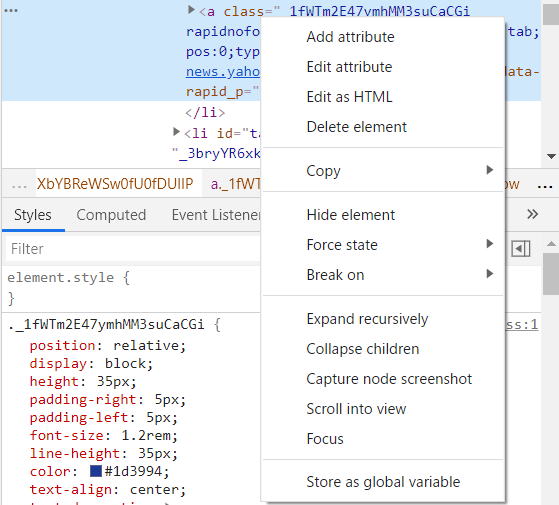 <a class="_1fWTm2E47ymhMM3suCaCGi
rapidnofo tab;
pos:0;typ
news.yaho data-
rapid_p="
</li>
<li id="ta
"_3bryYR6xk
Add attribute
Edit attribute
Edit as HTML
Delete element
Copy
Hide element
Force state
Break on
Expand recursively
Collapse children
Capture node screenshot
Scroll into view
Focus
Store as global variable
... XbYBReWSw0fU0fDUIIP a._1fWT ow ...
Styles Computed Event Listener
Filter
element.style {
}
._1fWTm2E47ymhMM3suCaCGi { ss:1
position: relative;
display: block;
height: 35px;
padding-right: 5px;
padding-left: 5px;
font-size: 1.2rem;
line-height: 35px;
color: #1d3994;
text-align: center;